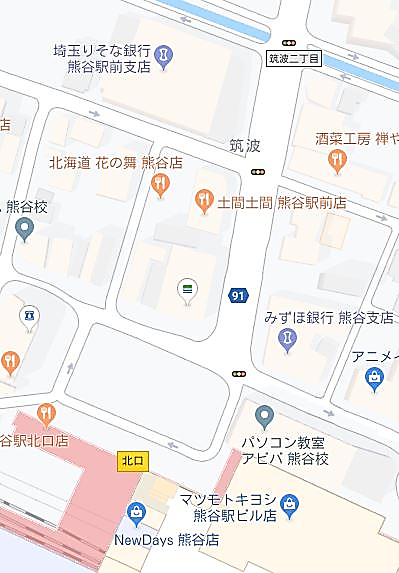 埼玉りそな銀行
熊谷駅前支店
筑波二丁目
店
筑波
酒菜工房 禅や
北海道 花の舞 熊谷店
土間土間 熊谷駅前店
熊谷校
91
みずほ銀行 熊谷支店
アニメイ
谷駅北口店
パソコン教室
アビバ 熊谷校
北口
マツモトキヨシ
熊谷駅ビル店
NewDays 熊谷店